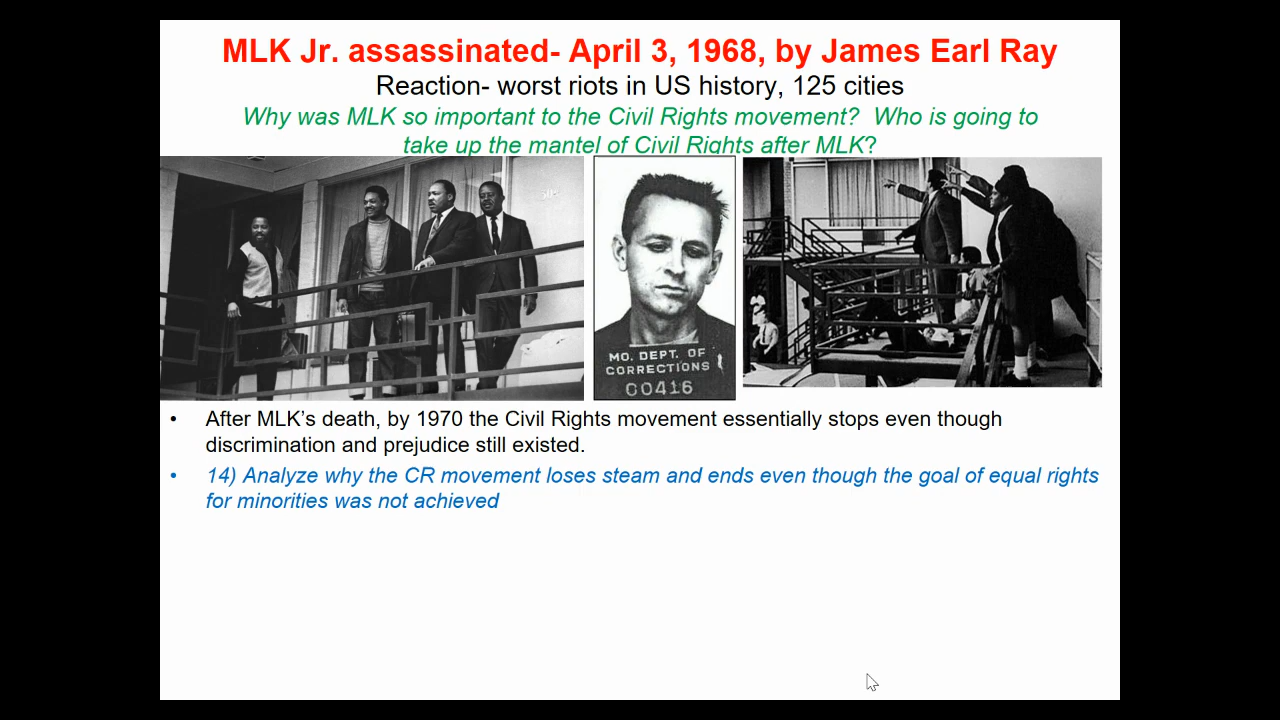 MLK Jr. assassinated- April 3, 1968, by James Earl Ray
Reaction- worst riots in US history, 125 cities
Why was MLK so important to the Civil Rights movement?  Who is going to
take up the mantel of Civil Rights after MLK?
MO. DEPT. OF
CORRECTIONS
00416
• After MLK’s death, by 1970 the Civil Rights movement essentially stops even though
discrimination and prejudice still existed.
• 14) Analyze why the CR movement loses steam and ends even though the goal of equal rights
for minorities was not achieved